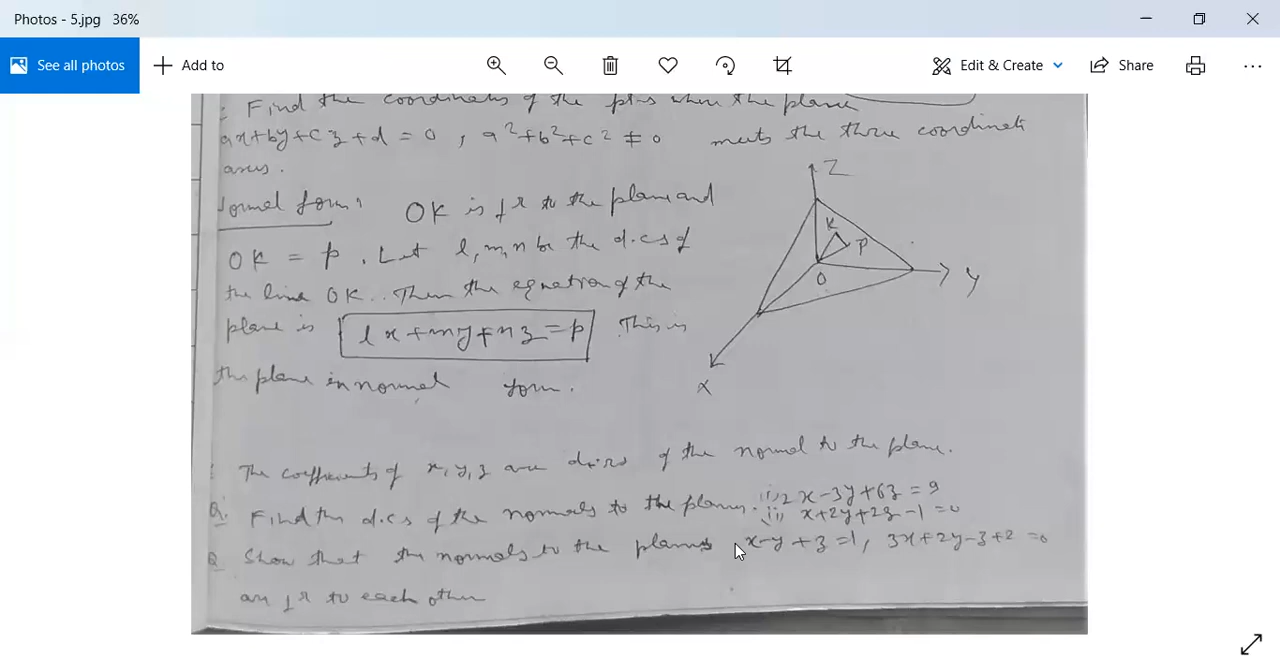 Photos - 5.jpg 36%
See all photos
Add to
Edit & Create
Share
: Find the coordinates of the pts when the plane
ax+by+cz+d = 0 , a²+b²+c² ≠ 0 meets the three coordinate
axes.
Normal form: OK is ⊥r to the plane and
OK = p. Let l, m, n be the d.cs of
the line OK. Then the equation of the
plane is lx+my+nz=p This is
the plane in normal form.
Z
K
P
O
Y
X
The coefficients of x, y, z are d.rs of the normal to the plane.
Q. Find the d.cs of the normals to the planes. (i) 2x-3y+6z=9
(ii) x+2y+2z-1=0
Q Show that the normals to the planes x-y+z=1, 3x+2y-z+2=0
are ⊥r to each other